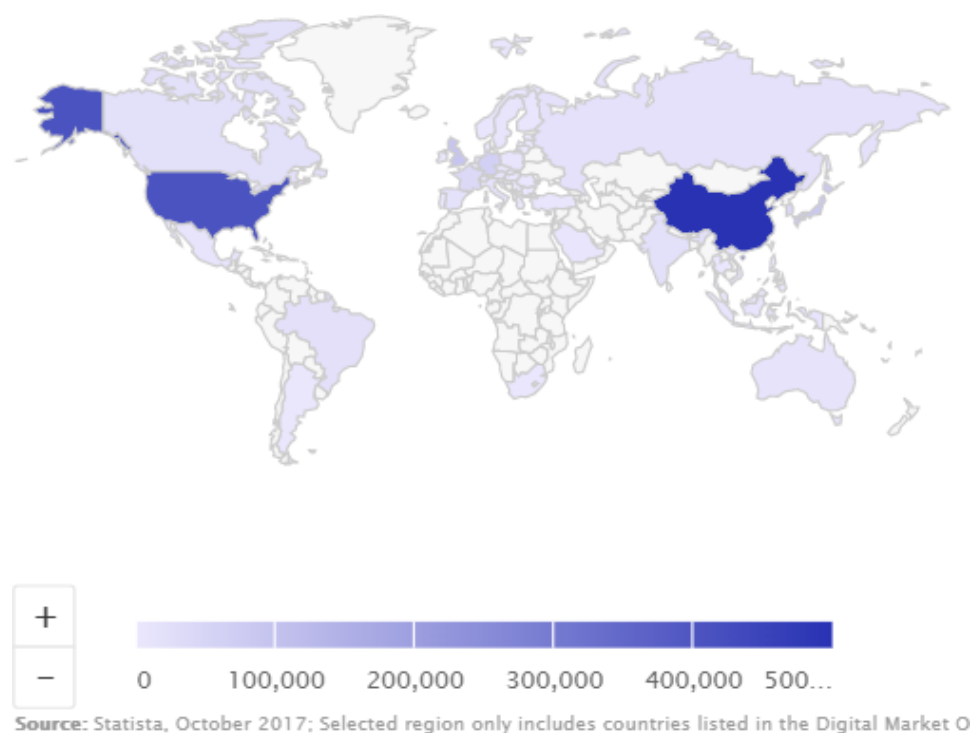 +
−
0 100,000 200,000 300,000 400,000 500...
Source: Statista, October 2017; Selected region only includes countries listed in the Digital Market O